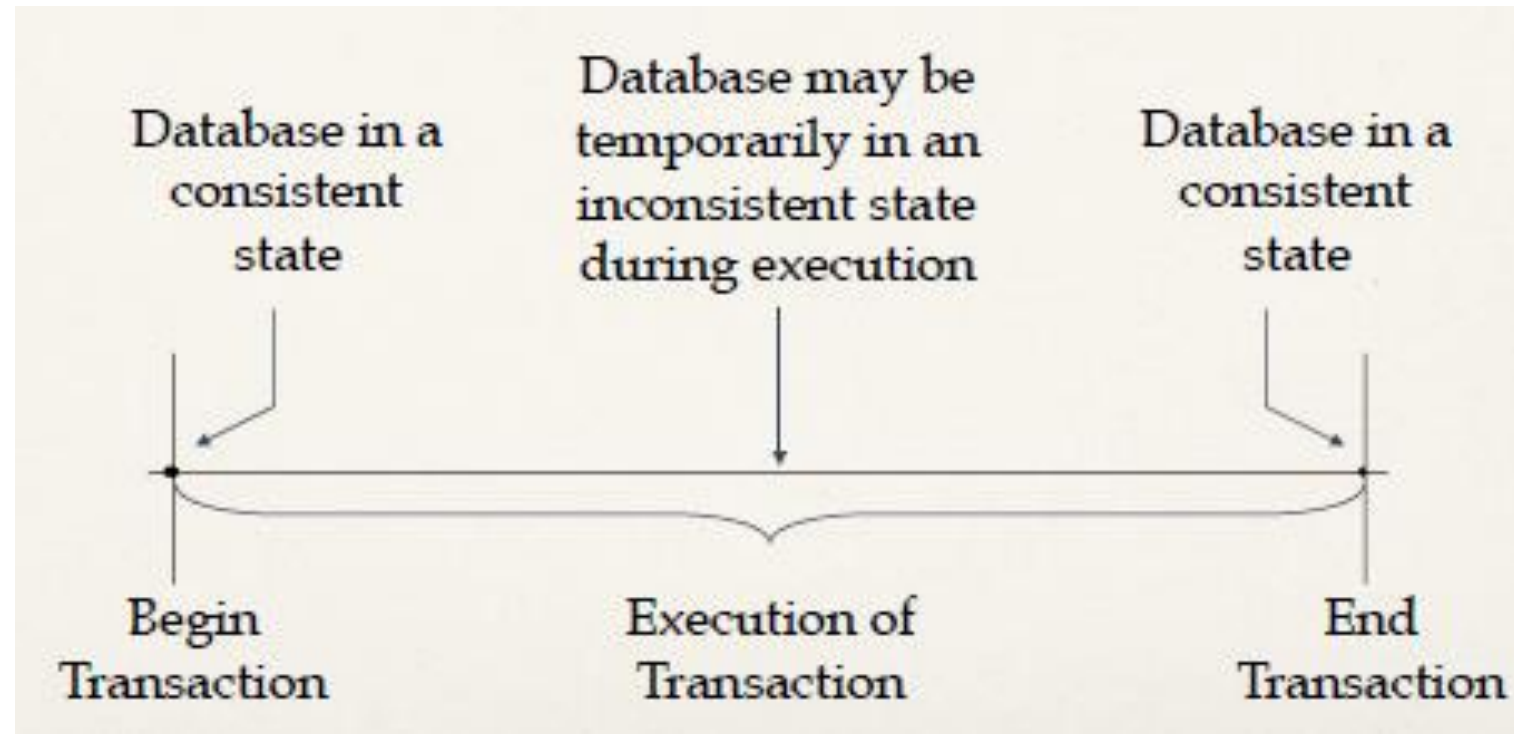 Database in a
consistent
state
Database may be
temporarily in an
inconsistent state
during execution
Database in a
consistent
state
Begin
Transaction
Execution of
Transaction
End
Transaction